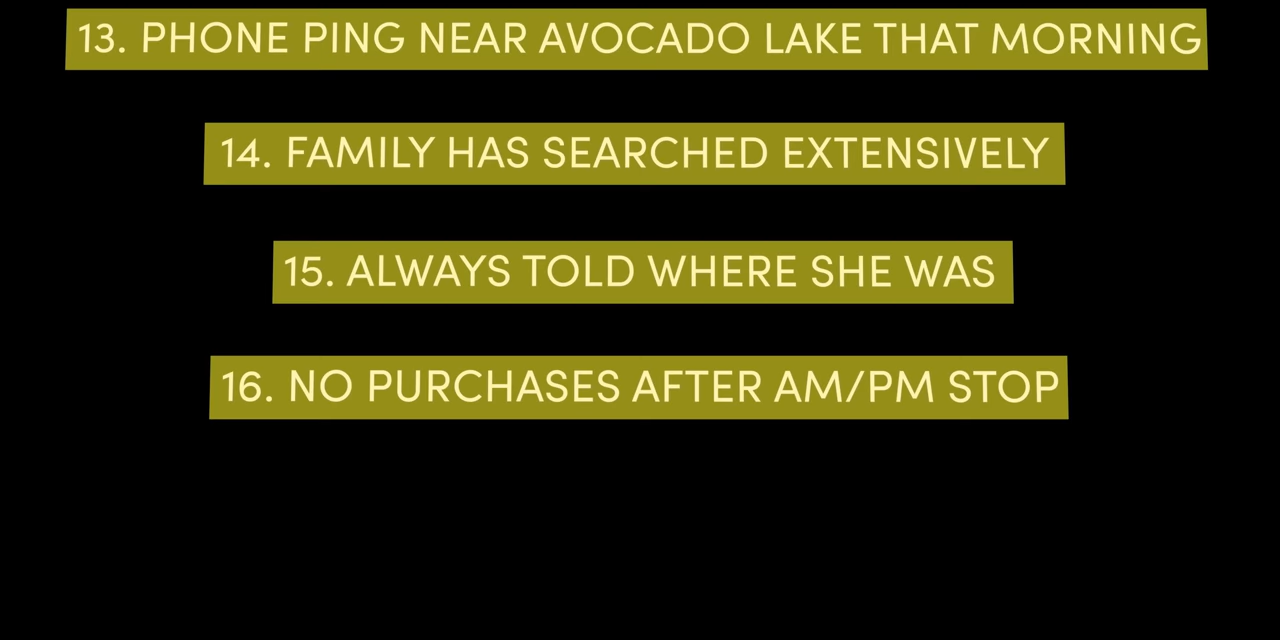 13. PHONE PING NEAR AVOCADO LAKE THAT MORNING
14. FAMILY HAS SEARCHED EXTENSIVELY
15. ALWAYS TOLD WHERE SHE WAS
16. NO PURCHASES AFTER AM/PM STOP